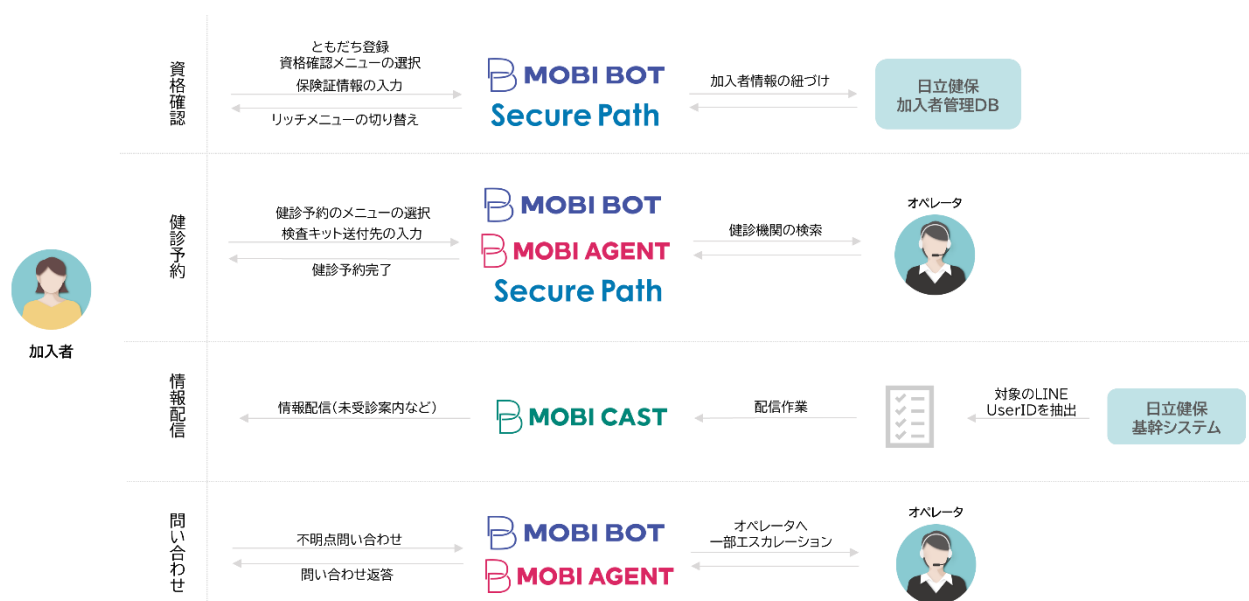 加入者
資格確認
ともだち登録
資格確認メニューの選択
保険証情報の入力
リッチメニューの切り替え
MOBI BOT
Secure Path
加入者情報の紐づけ
日立健保
加入者管理DB
健診予約
健診予約のメニューの選択
検査キット送付先の入力
健診予約完了
MOBI BOT
MOBI AGENT
Secure Path
健診機関の検索
オペレータ
情報配信
情報配信(未受診案内など)
MOBI CAST
配信作業
対象のLINE
UserIDを抽出
日立健保
基幹システム
問い合わせ
不明点問い合わせ
問い合わせ返答
MOBI BOT
MOBI AGENT
オペレータへ
一部エスカレーション
オペレータ